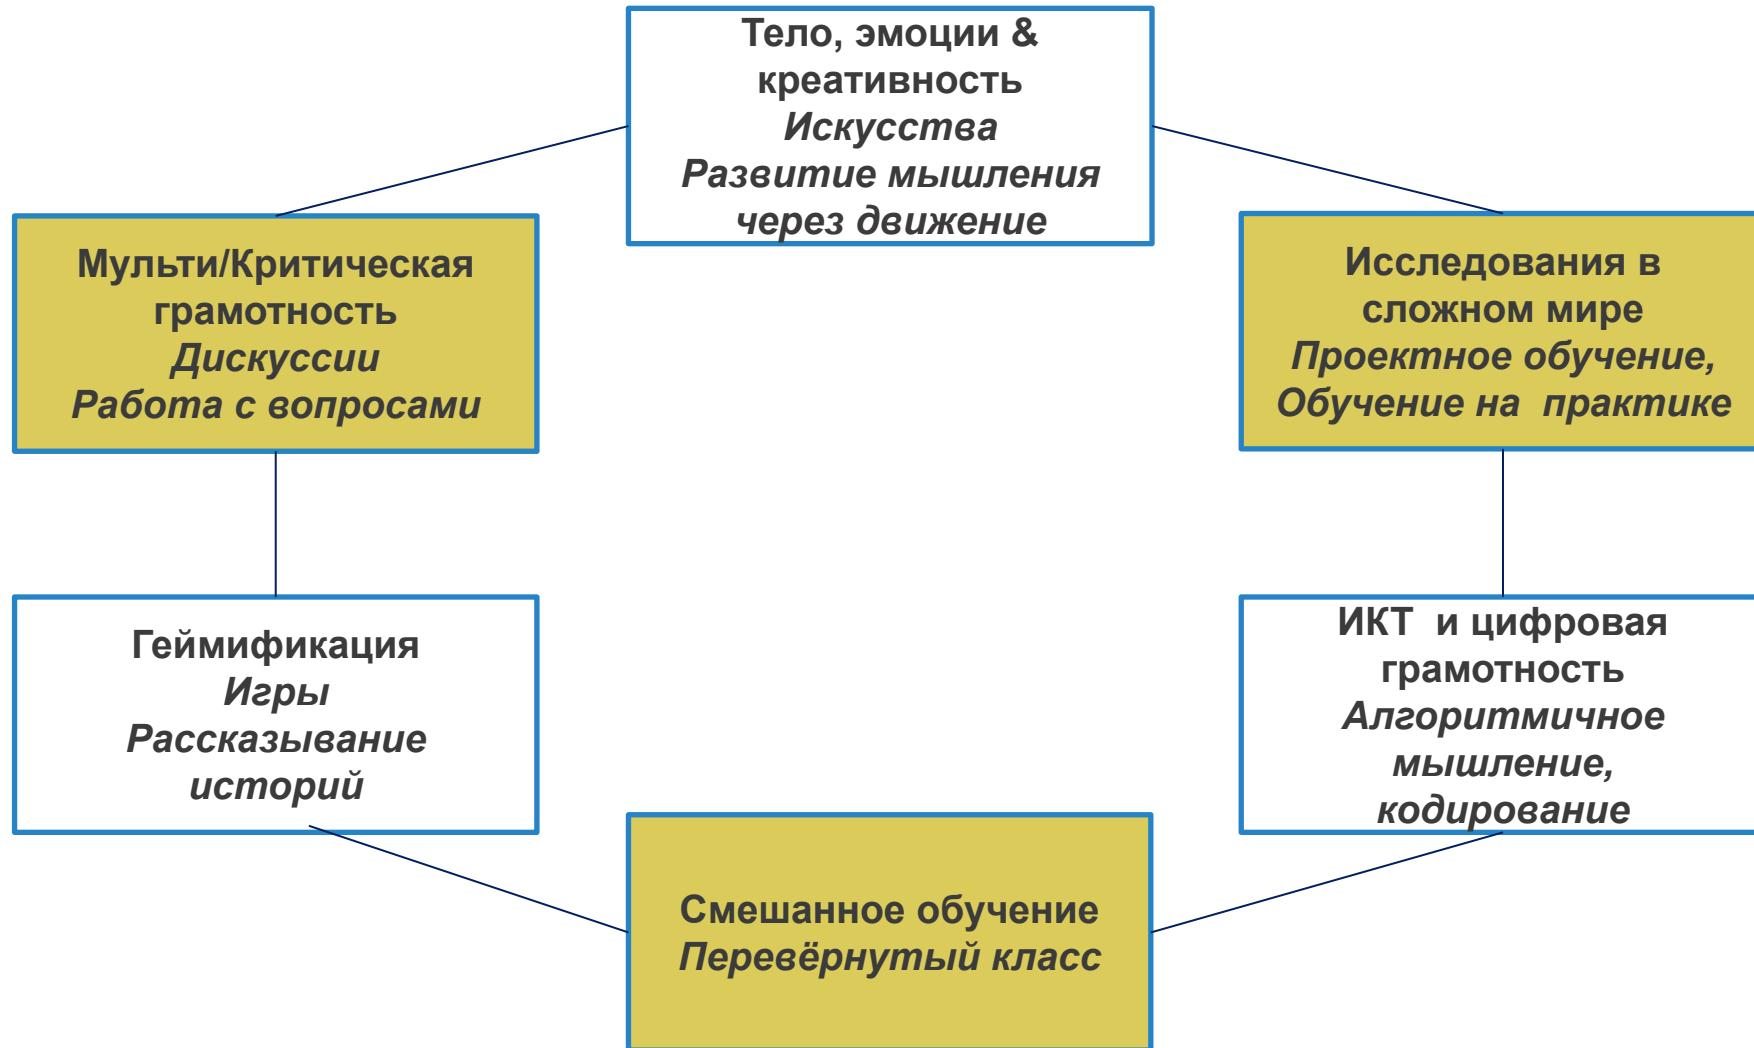 Тело, эмоции &
креативность
Искусства
Развитие мышления
через движение
Мульти/Критическая
грамотность
Дискуссии
Работа с вопросами
Исследования в
сложном мире
Проектное обучение,
Обучение на практике
Геймификация
Игры
Рассказывание
историй
ИКТ и цифровая
грамотность
Алгоритмичное
мышление,
кодирование
Смешанное обучение
Перевёрнутый класс